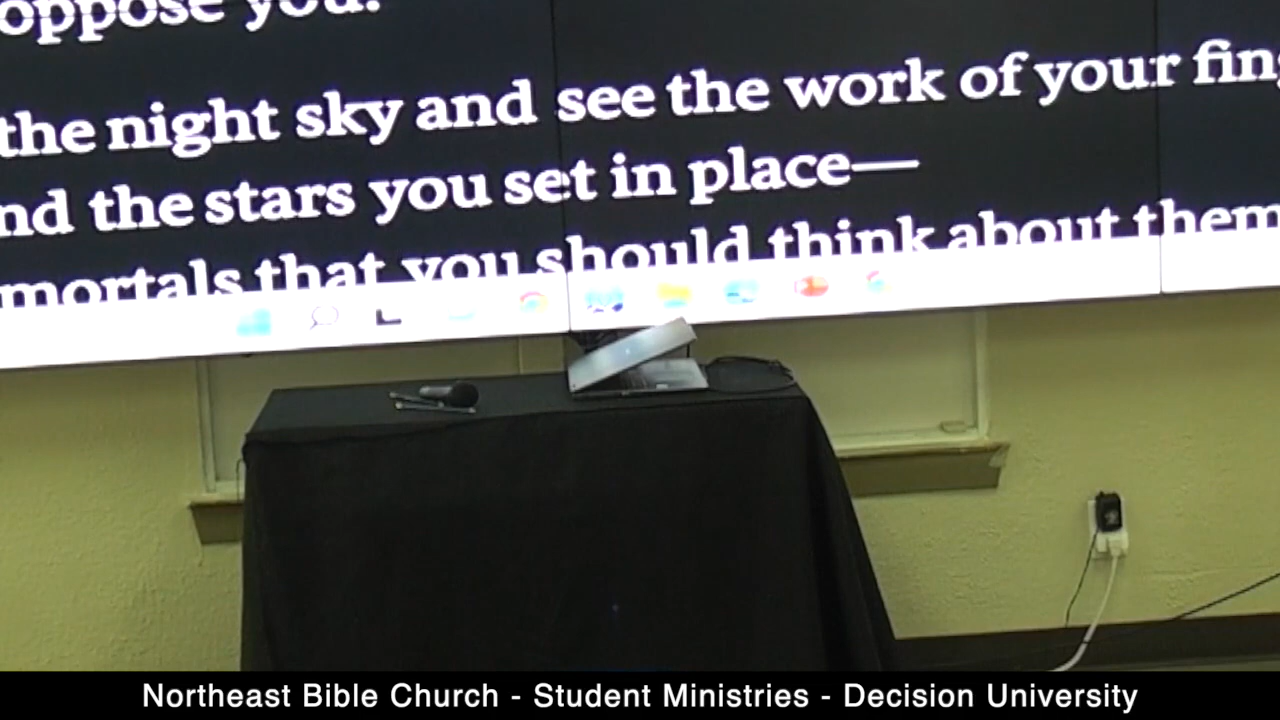 oppose you.
the night sky and see the work of your fin
nd the stars you set in place—
mortals that you should think about them
Northeast Bible Church - Student Ministries - Decision University